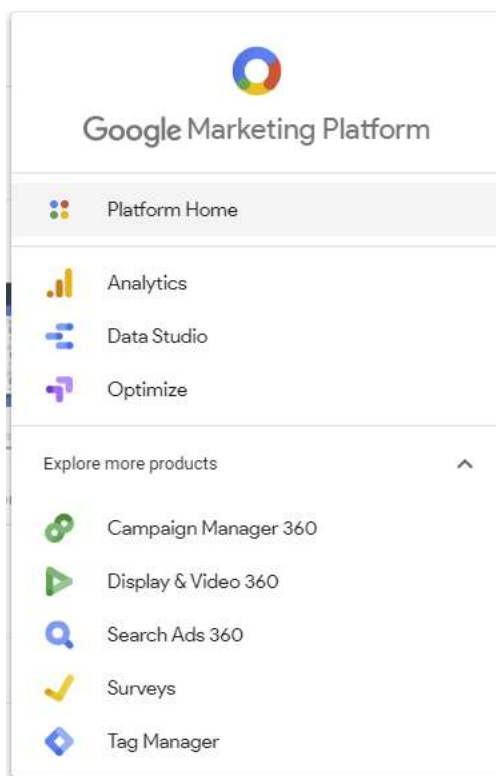 Google Marketing Platform
Platform Home
Analytics
Data Studio
Optimize
Explore more products
Campaign Manager 360
Display & Video 360
Search Ads 360
Surveys
Tag Manager